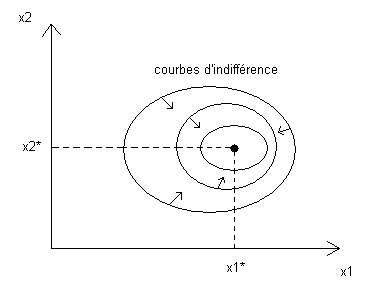 x2
courbes d'indifférence
x2*
x1*
x1